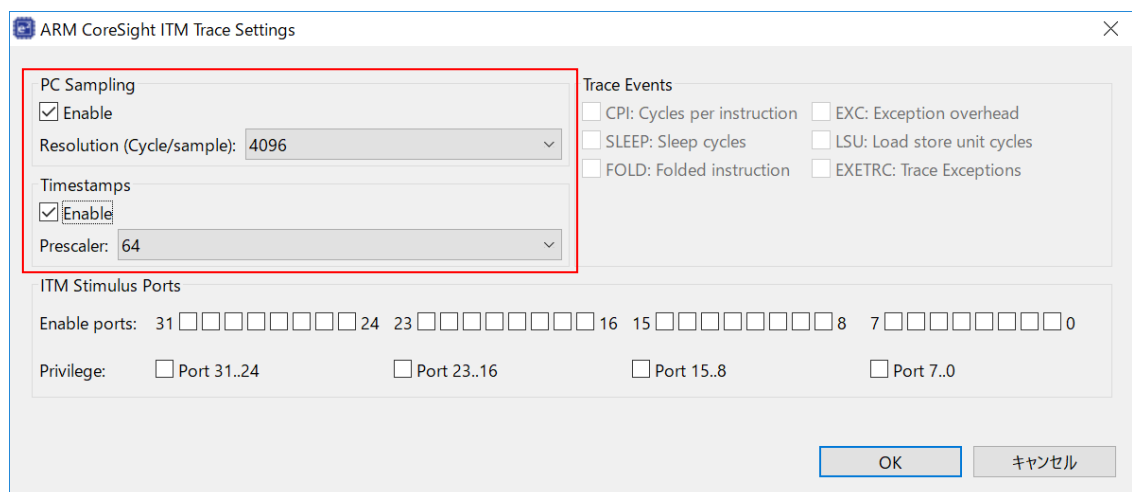 ARM CoreSight ITM Trace Settings
PC Sampling
Enable
Resolution (Cycle/sample): 4096
Timestamps
Enable
Prescaler: 64
Trace Events
CPI: Cycles per instruction EXC: Exception overhead
SLEEP: Sleep cycles LSU: Load store unit cycles
FOLD: Folded instruction EXETRC: Trace Exceptions
ITM Stimulus Ports
Enable ports: 31 24 23 16 15 8 7 0
Privilege: Port 31..24 Port 23..16 Port 15..8 Port 7..0
OK キャンセル